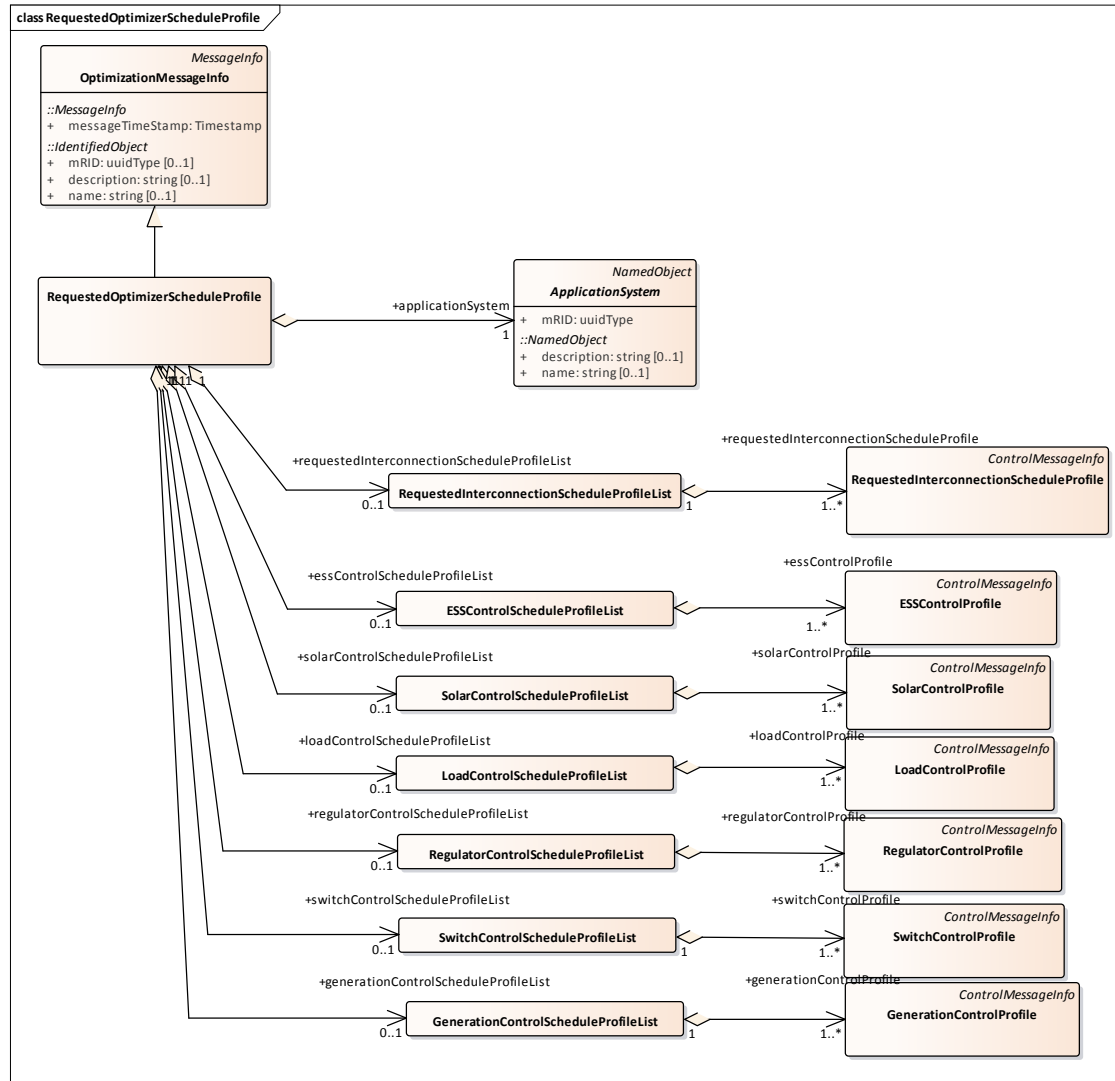 class RequestedOptimizerScheduleProfile
MessageInfo
OptimizationMessageInfo
::MessageInfo
+ messageTimeStamp: Timestamp
::IdentifiedObject
+ mRID: uuidType [0..1]
+ description: string [0..1]
+ name: string [0..1]
RequestedOptimizerScheduleProfile
+applicationSystem
1
NamedObject
ApplicationSystem
+ mRID: uuidType
::NamedObject
+ description: string [0..1]
+ name: string [0..1]
1
+requestedInterconnectionScheduleProfileList
0..1
RequestedInterconnectionScheduleProfileList
1
+requestedInterconnectionScheduleProfile
1..*
ControlMessageInfo
RequestedInterconnectionScheduleProfile
+essControlScheduleProfileList
0..1
ESSControlScheduleProfileList
+essControlProfile
1..*
ControlMessageInfo
ESSControlProfile
+solarControlScheduleProfileList
0..1
SolarControlScheduleProfileList
+solarControlProfile
1..*
ControlMessageInfo
SolarControlProfile
+loadControlScheduleProfileList
0..1
LoadControlScheduleProfileList
+loadControlProfile
1..*
ControlMessageInfo
LoadControlProfile
+regulatorControlScheduleProfileList
0..1
RegulatorControlScheduleProfileList
+regulatorControlProfile
1..*
ControlMessageInfo
RegulatorControlProfile
+switchControlScheduleProfileList
0..1
SwitchControlScheduleProfileList
1
+switchControlProfile
1..*
ControlMessageInfo
SwitchControlProfile
+generationControlScheduleProfileList
0..1
GenerationControlScheduleProfileList
1
+generationControlProfile
1..*
ControlMessageInfo
GenerationControlProfile